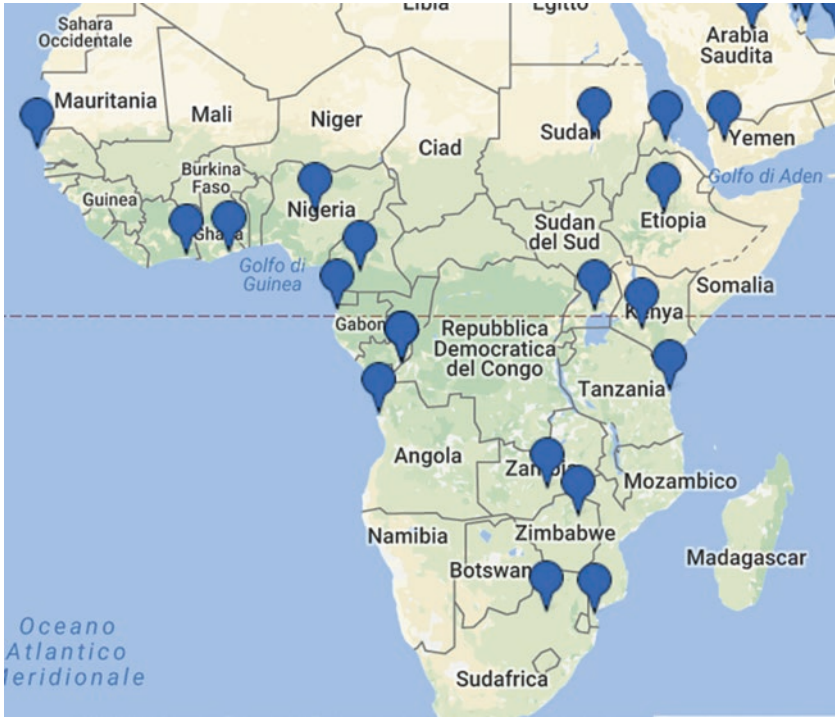 Libia
Egitto
Sahara
Occidentale
Arabia
Saudita
Mauritania
Mali
Niger
Ciad
Sudan
Yemen
Burkina
Faso
Golfo di Aden
Guinea
Nigeria
Etiopia
Ghana
Sudan
del Sud
Golfo di
Guinea
Somalia
Gabon
Kenya
Repubblica
Democratica
del Congo
Tanzania
Angola
Zambia
Mozambico
Namibia
Zimbabwe
Botswan
Madagascar
Oceano
Atlantico
Meridionale
Sudafrica